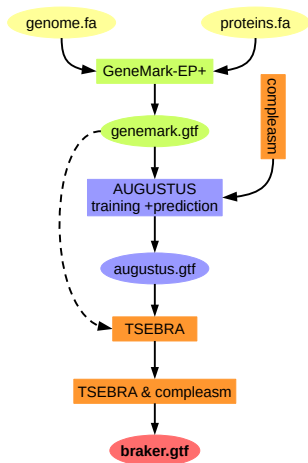 genome.fa
proteins.fa
GeneMark-EP+
genemark.gtf
compleasm
AUGUSTUS
training +prediction
augustus.gtf
TSEBRA
TSEBRA & compleasm
braker.gtf